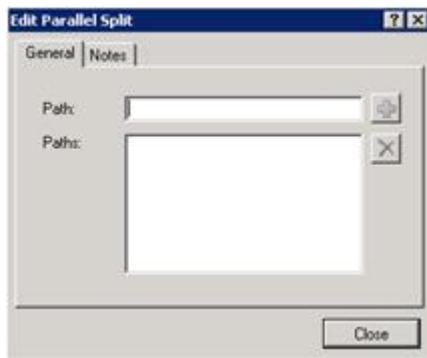 Edit Parallel Split
General Notes
Path:
Paths:
Close